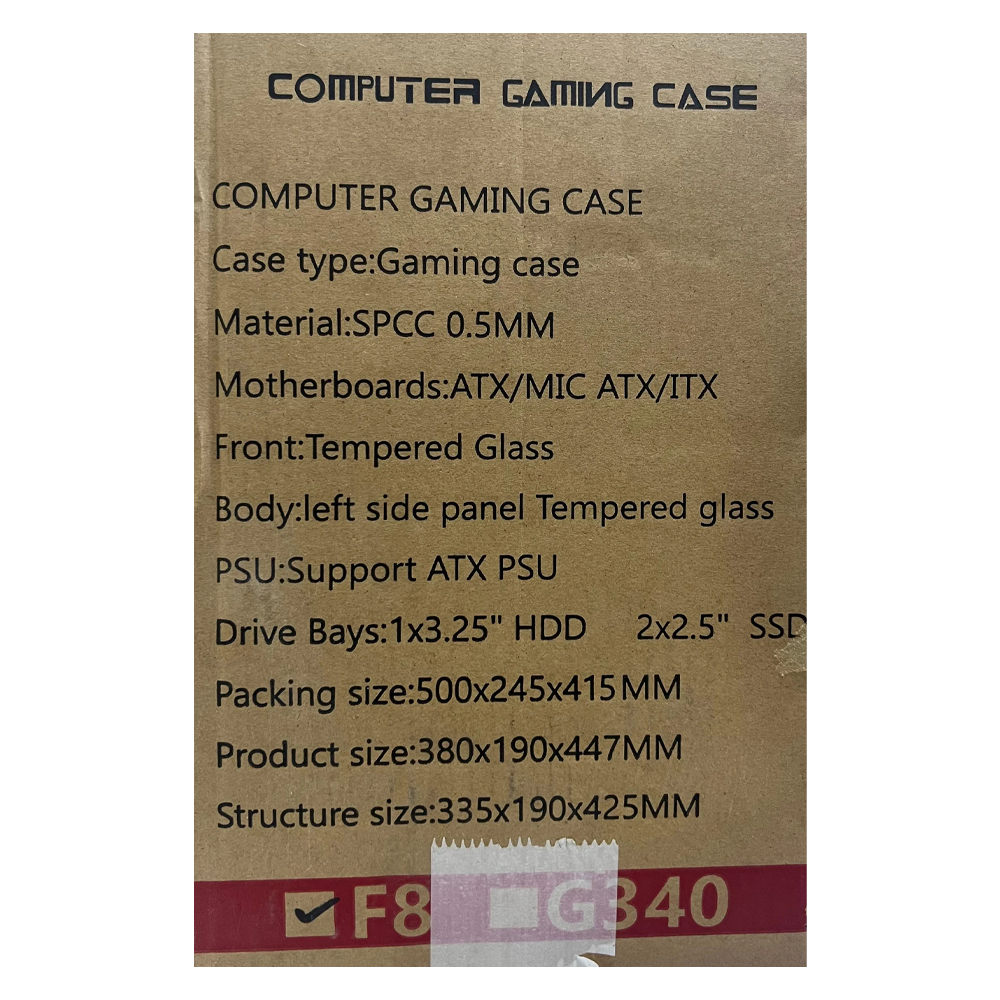 COMPUTER GAMING CASE
COMPUTER GAMING CASE
Case type:Gaming case
Material:SPCC 0.5MM
Motherboards:ATX/MIC ATX/ITX
Front:Tempered Glass
Body:left side panel Tempered glass
PSU:Support ATX PSU
Drive Bays:1x3.25" HDD 2x2.5" SSD
Packing size:500x245x415MM
Product size:380x190x447MM
Structure size:335x190x425MM
F8 G340